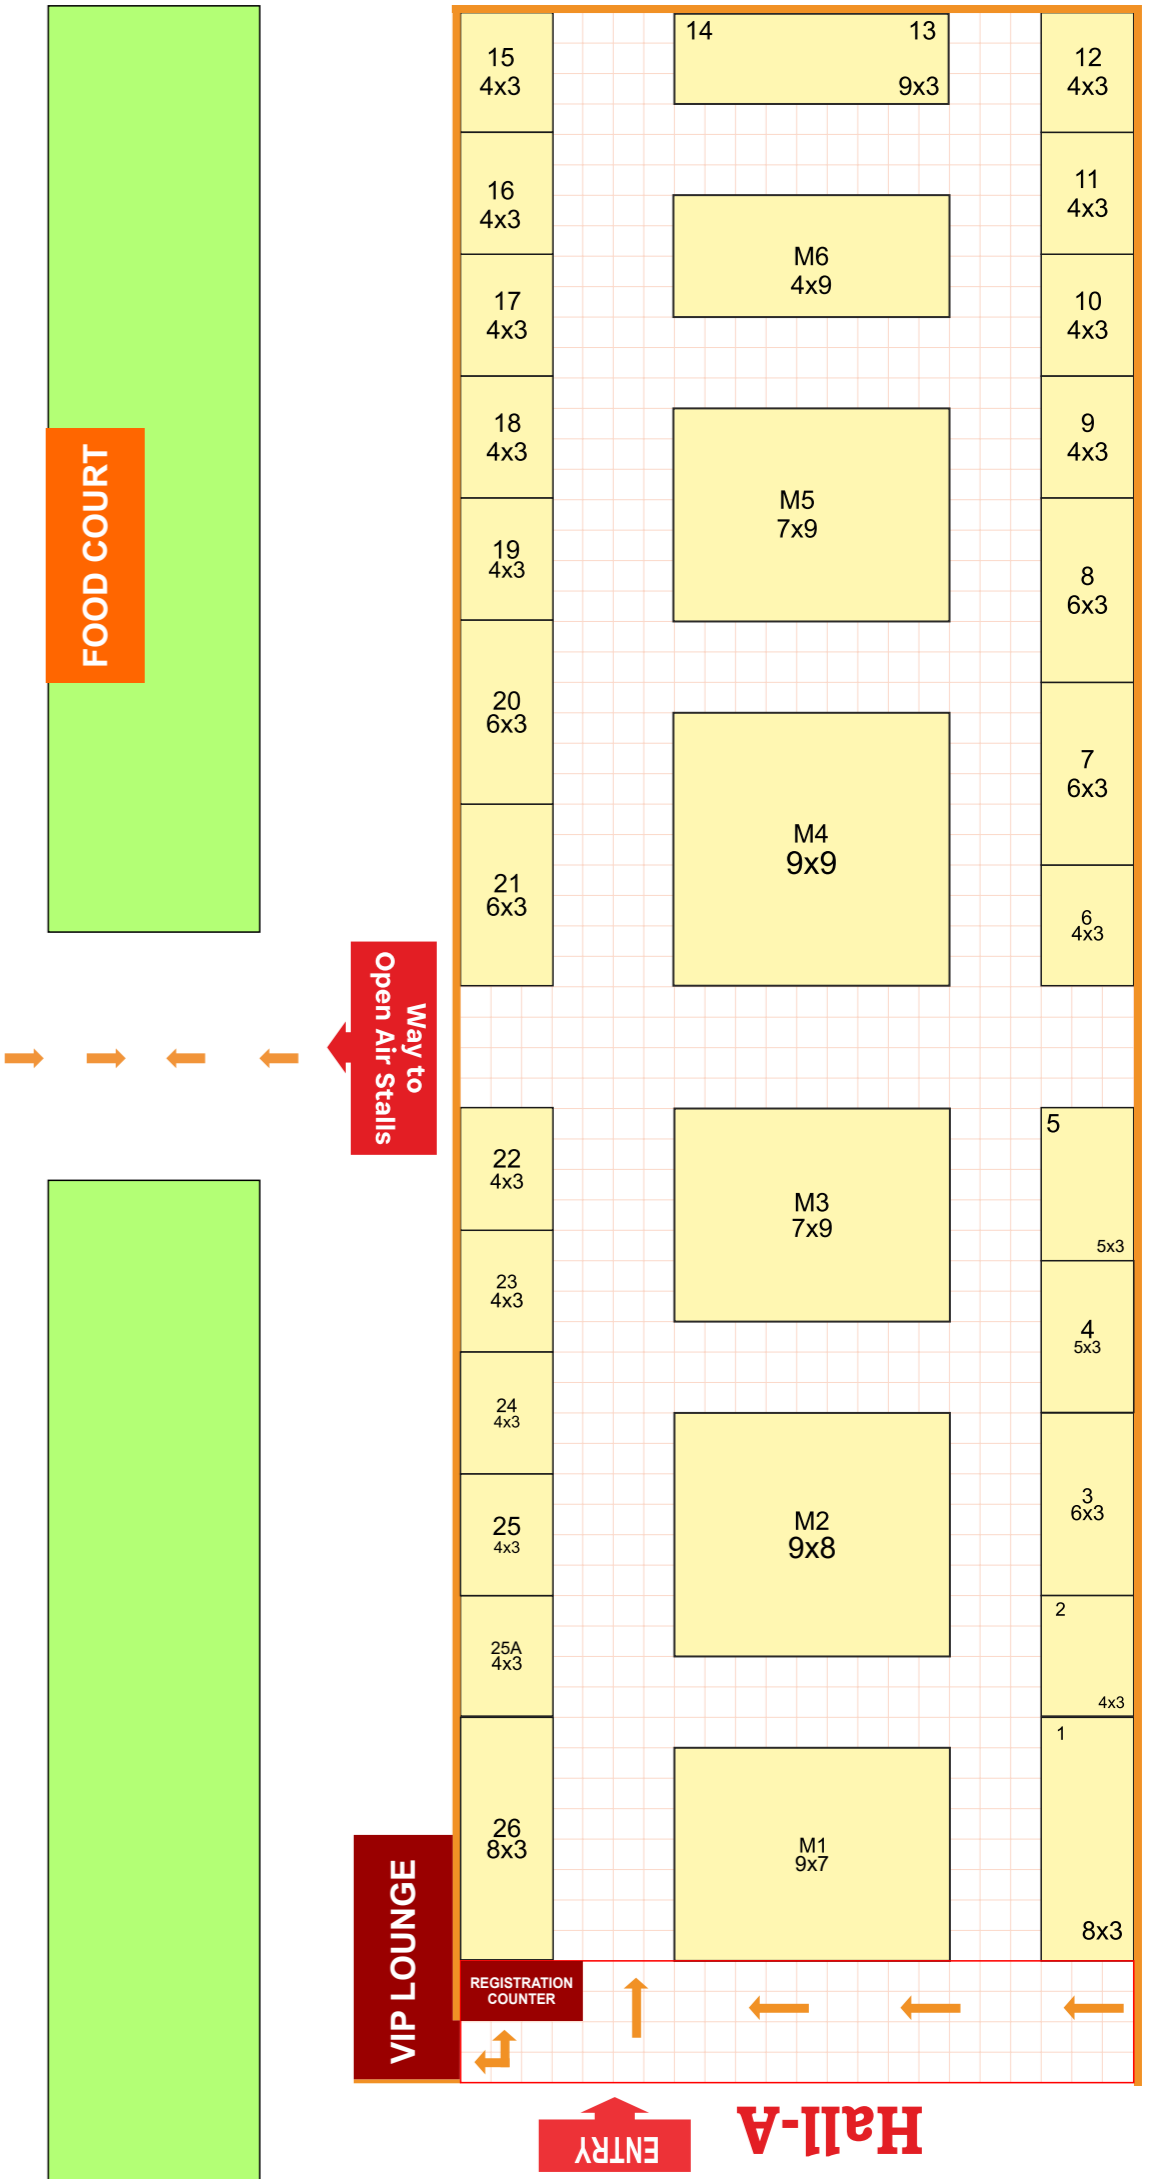 15
4x3
14
13
9x3
12
4x3
16
4x3
11
4x3
M6
4x9
17
4x3
10
4x3
18
4x3
9
4x3
FOOD COURT
M5
7x9
19
4x3
8
6x3
20
6x3
7
6x3
M4
9x9
21
6x3
6
4x3
Way to
Open Air Stalls
22
4x3
M3
7x9
5
5x3
23
4x3
4
5x3
24
4x3
25
4x3
M2
9x8
3
6x3
25A
4x3
2
4x3
26
8x3
M1
9x7
1
8x3
VIP LOUNGE
REGISTRATION
COUNTER
ENTRY
Hall-A